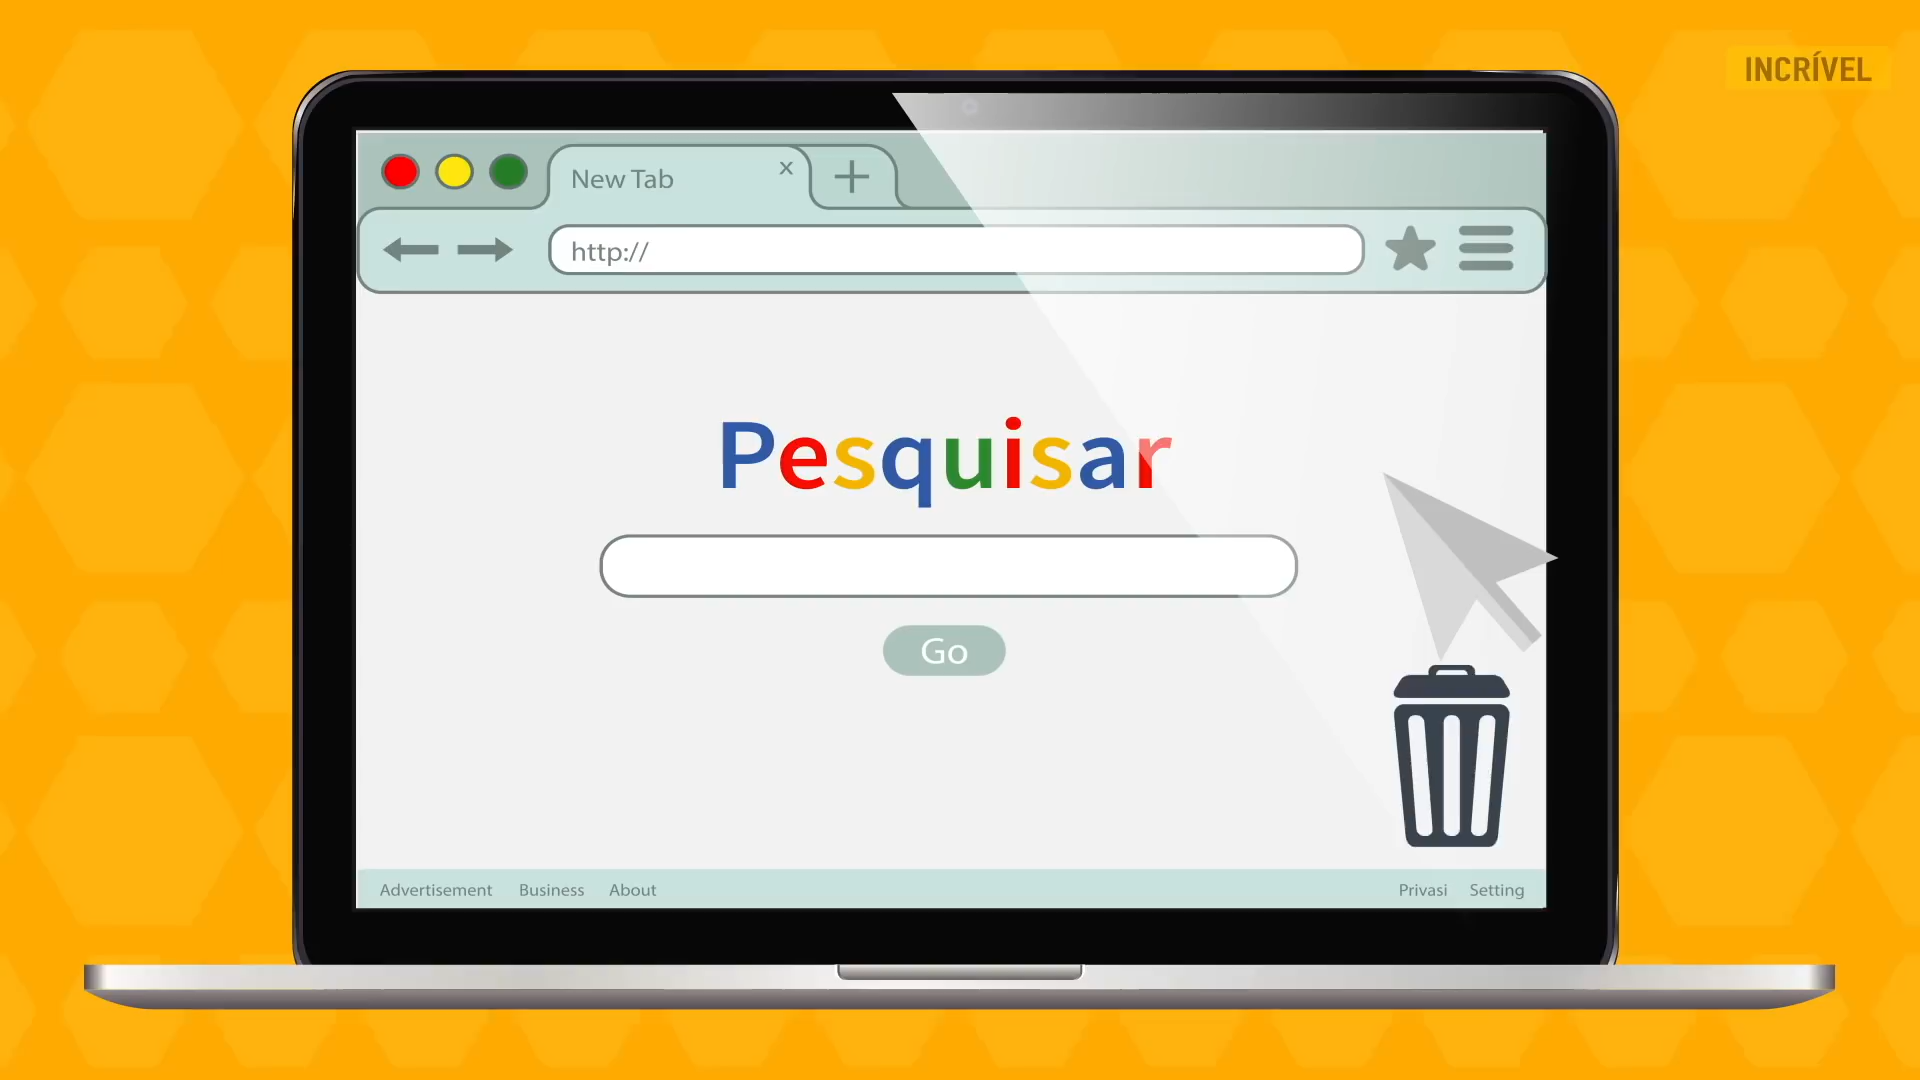 INCRÍVEL
New Tab x +
http://
Pesquisar
Go
Advertisement Business About Privasi Setting